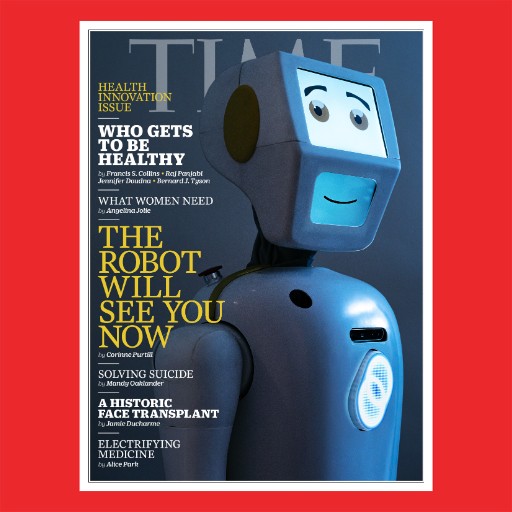 TIME
HEALTH
INNOVATION
ISSUE
WHO GETS
TO BE
HEALTHY
by Francis S. Collins • Raj Panjabi
Jennifer Doudna • Bernard J. Tyson
WHAT WOMEN NEED
by Angelina Jolie
THE
ROBOT
WILL
SEE YOU
NOW
by Corinne Purtill
SOLVING SUICIDE
by Mandy Oaklander
A HISTORIC
FACE TRANSPLANT
by Jamie Ducharme
ELECTRIFYING
MEDICINE
by Alice Park